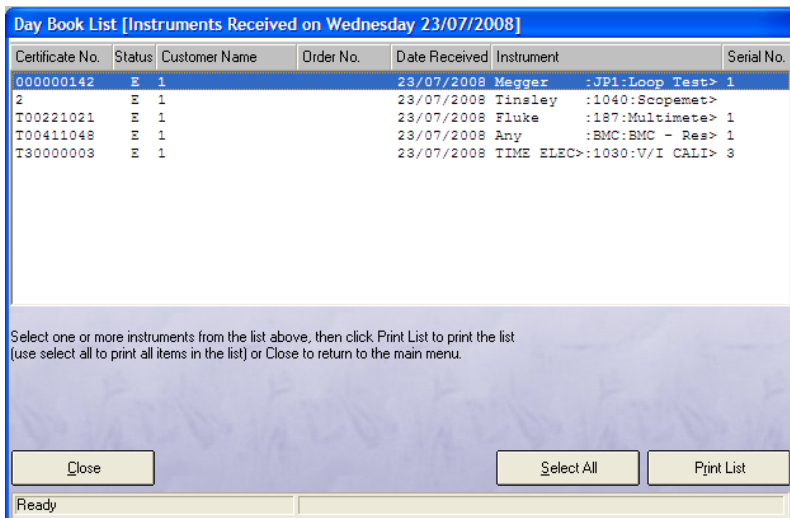 Day Book List [Instruments Received on Wednesday 23/07/2008]
Certificate No. Status Customer Name Order No. Date Received Instrument Serial No.
000000142 E 1 23/07/2008 Megger :JP1:Loop Test> 1
2 E 1 23/07/2008 Tinsley :1040:Scopemet>
T00221021 E 1 23/07/2008 Fluke :187:Multimete> 1
T00411048 E 1 23/07/2008 Any :BMC:BMC - Res> 1
T30000003 E 1 23/07/2008 TIME ELEC>:1030:V/I CALI> 3
Select one or more instruments from the list above, then click Print List to print the list
(use select all to print all items in the list) or Close to return to the main menu.
Close Select All Print List
Ready